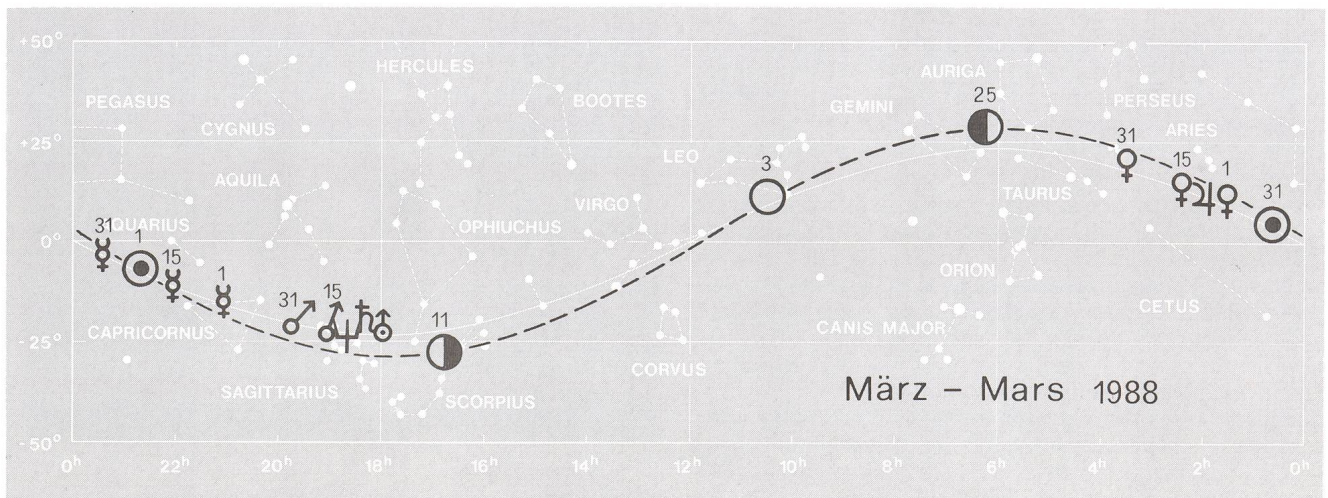 +50°
HERCULES
AURIGA
25
PEGASUS
BOOTES
GEMINI
PERSEUS
CYGNUS
31
ARIES
+25°
LEO
3
15
1
AQUILA
TAURUS
31
31
QUARIUS
1
VIRGO
OPHIUCHUS
0°
15
1
ORION
31
15
CETUS
CAPRICORNUS
11
CANIS MAJOR
- 25°
CORVUS
SAGITTARIUS
SCORPIUS
März – Mars 1988
- 50°
0h 22h 20h 18h 16h 14h 12h 10h 8h 6h 4h 2h 0h